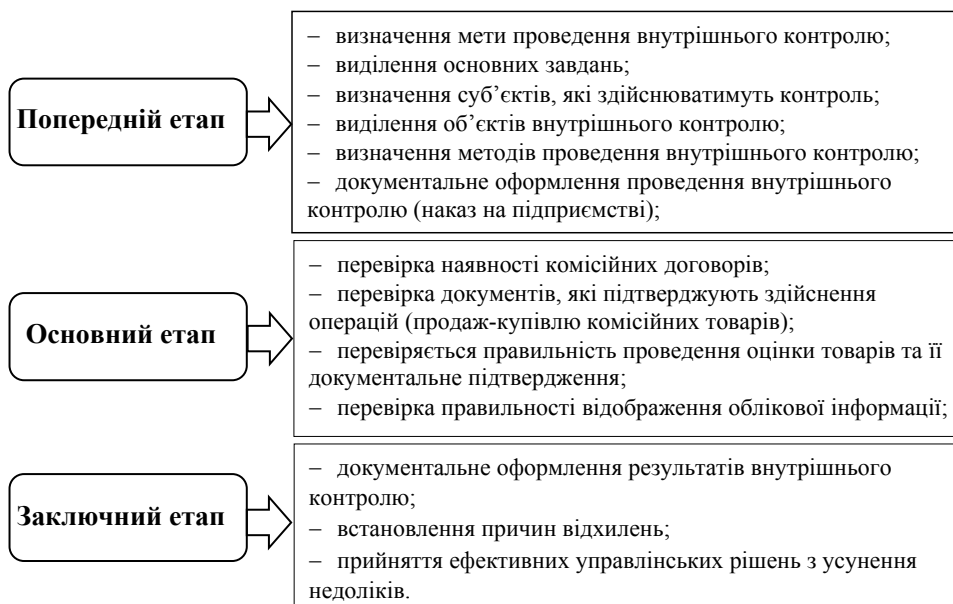 Попередній етап
– визначення мети проведення внутрішнього контролю;
– виділення основних завдань;
– визначення суб’єктів, які здійснюватимуть контроль;
– виділення об’єктів внутрішнього контролю;
– визначення методів проведення внутрішнього контролю;
– документальне оформлення проведення внутрішнього
контролю (наказ на підприємстві);
Основний етап
– перевірка наявності комісійних договорів;
– перевірка документів, які підтверджують здійснення
операцій (продаж-купівлю комісійних товарів);
– перевіряється правильність проведення оцінки товарів та її
документальне підтвердження;
– перевірка правильності відображення облікової інформації;
Заключний етап
– документальне оформлення результатів внутрішнього
контролю;
– встановлення причин відхилень;
– прийняття ефективних управлінських рішень з усунення
недоліків.